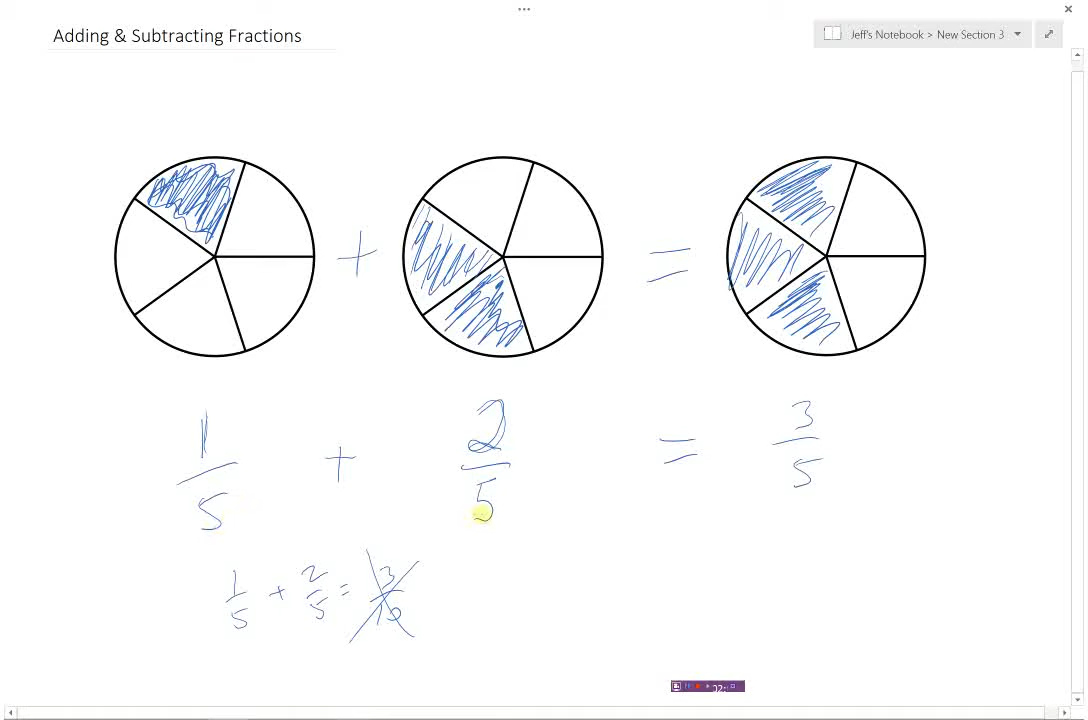 Adding & Subtracting Fractions
Jeff's Notebook > New Section 3
+ =
1/5 + 2/5 = 3/5
1/5 + 2/5 = 3/10